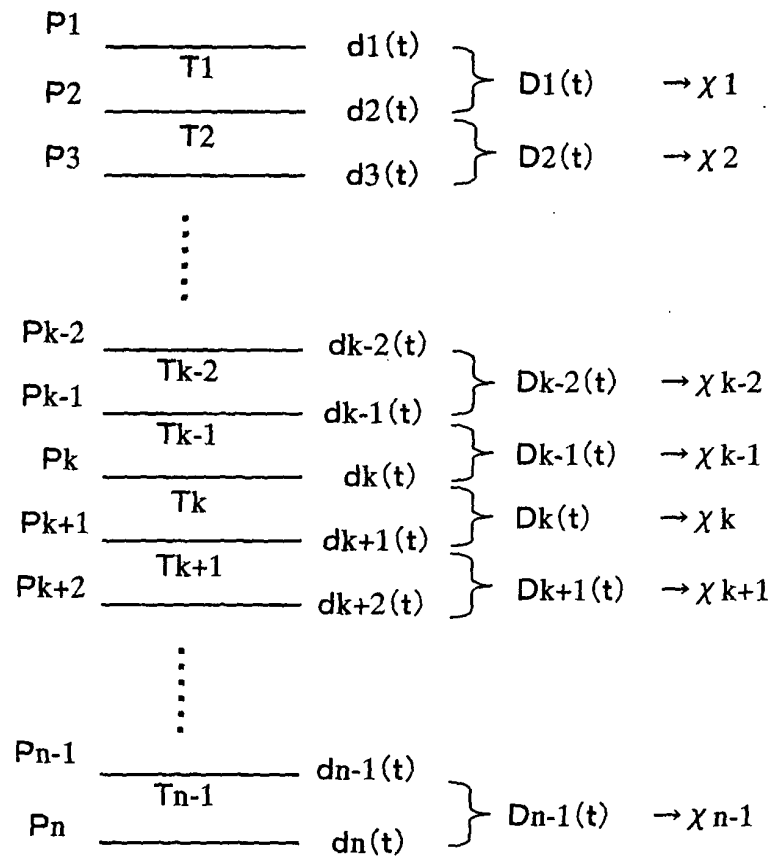 P1 d1(t)
T1 D1(t) →χ1
P2 d2(t)
T2 D2(t) →χ2
P3 d3(t)
Pk-2 dk-2(t)
Tk-2 Dk-2(t) →χk-2
Pk-1 dk-1(t)
Tk-1 Dk-1(t) →χk-1
Pk dk(t)
Tk Dk(t) →χk
Pk+1 dk+1(t)
Tk+1 Dk+1(t) →χk+1
Pk+2 dk+2(t)
Pn-1 dn-1(t)
Tn-1 Dn-1(t) →χn-1
Pn dn(t)